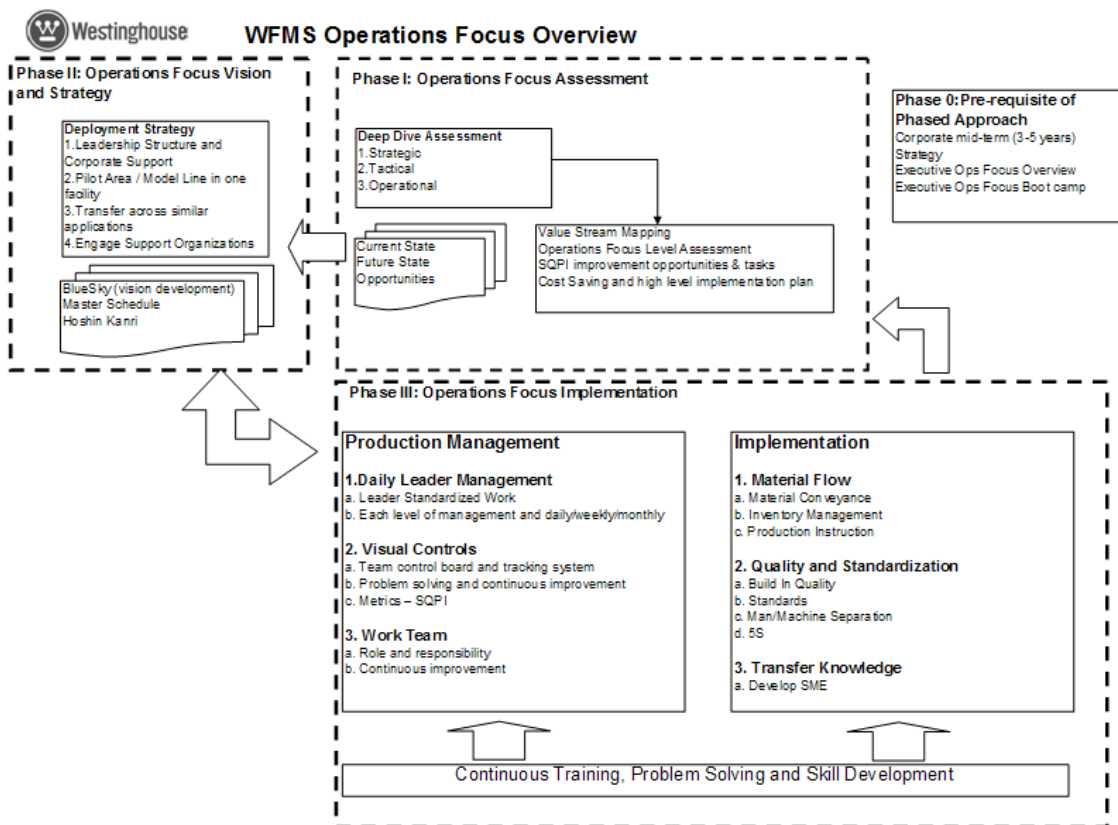 Westinghouse
WFMS Operations Focus Overview
Phase II: Operations Focus Vision
and Strategy
Deployment Strategy
1.Leadership Structure and
Corporate Support
2.Pilot Area / Model Line in one
facility
3.Transfer across similar
applications
4.Engage Support Organizations
BlueSky (vision development)
Master Schedule
Hoshin Kanri
Phase I: Operations Focus Assessment
Deep Dive Assessment
1.Strategic
2.Tactical
3.Operational
Current State
Future State
Opportunities
Value Stream Mapping
Operations Focus Level Assessment
SQPI improvement opportunities & tasks
Cost Saving and high level implementation plan
Phase 0:Pre-requisite of
Phased Approach
Corporate mid-term (3-5 years)
Strategy
Executive Ops Focus Overview
Executive Ops Focus Boot camp
Phase III: Operations Focus Implementation
Production Management
1.Daily Leader Management
a. Leader Standardized Work
b. Each level of management and daily/weekly/monthly
2. Visual Controls
a. Team control board and tracking system
b. Problem solving and continuous improvement
c. Metrics – SQPI
3. Work Team
a. Role and responsibility
b. Continuous improvement
Implementation
1. Material Flow
a. Material Conveyance
b. Inventory Management
c. Production Instruction
2. Quality and Standardization
a. Build In Quality
b. Standards
c. Man/Machine Separation
d. 5S
3. Transfer Knowledge
a. Develop SME
Continuous Training, Problem Solving and Skill Development